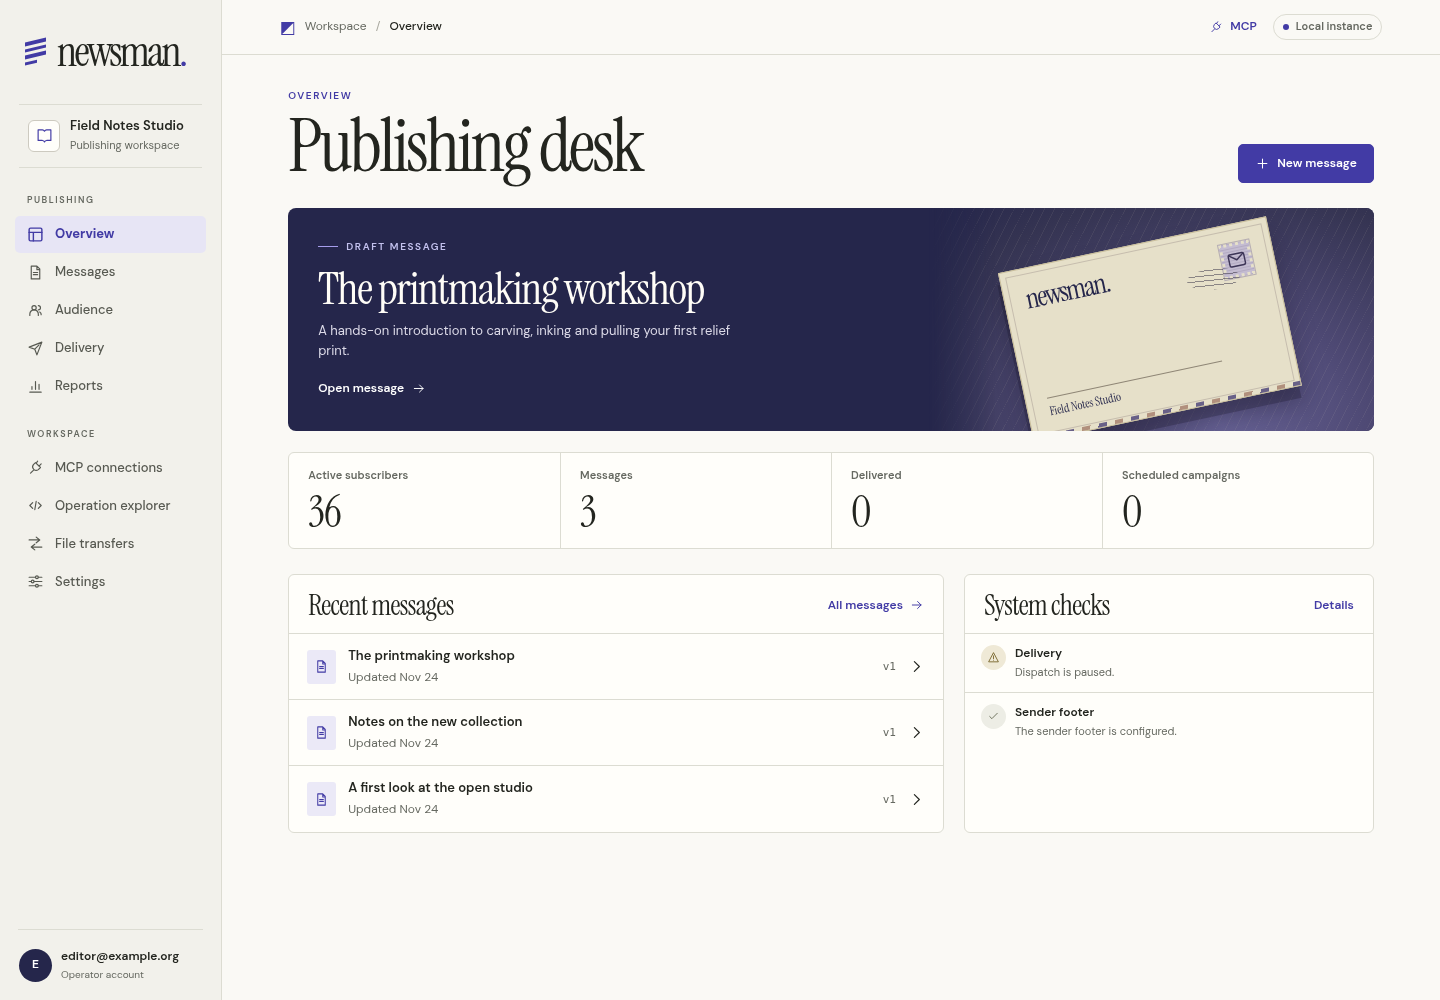 newsman.
Field Notes Studio
Publishing workspace
PUBLISHING
Overview
Messages
Audience
Delivery
Reports
WORKSPACE
MCP connections
Operation explorer
File transfers
Settings
E
editor@example.org
Operator account
Workspace / Overview
MCP
Local instance
OVERVIEW
Publishing desk
New message
DRAFT MESSAGE
The printmaking workshop
A hands-on introduction to carving, inking and pulling your first relief
print.
Open message
newsman.
Field Notes Studio
Active subscribers
36
Messages
3
Delivered
0
Scheduled campaigns
0
Recent messages
All messages
The printmaking workshop
Updated Nov 24
v1
Notes on the new collection
Updated Nov 24
v1
A first look at the open studio
Updated Nov 24
v1
System checks
Details
Delivery
Dispatch is paused.
Sender footer
The sender footer is configured.